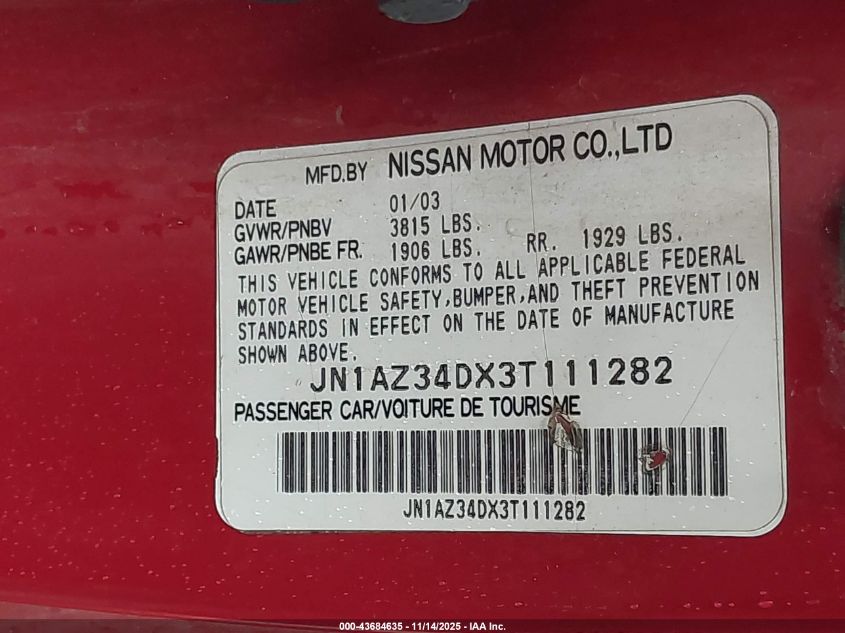 MFD.BY NISSAN MOTOR CO.,LTD
DATE 01/03
GVWR/PNBV 3815 LBS.
GAWR/PNBE FR. 1906 LBS. RR. 1929 LBS.
THIS VEHICLE CONFORMS TO ALL APPLICABLE FEDERAL
MOTOR VEHICLE SAFETY,BUMPER,AND THEFT PREVENTION
STANDARDS IN EFFECT ON THE DATE OF MANUFACTURE
SHOWN ABOVE.
JN1AZ34DX3T111282
PASSENGER CAR/VOITURE DE TOURISME
JN1AZ34DX3T111282
000-43684635 - 11/14/2025 - IAA Inc.